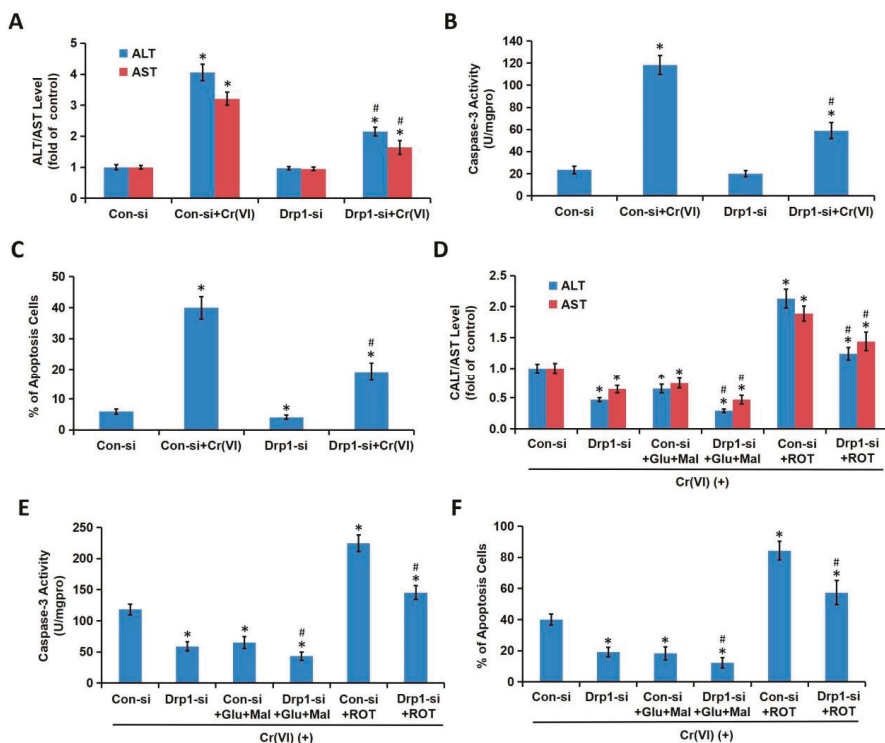 A
ALT/AST Level
(fold of control)
5
4
3
2
1
0
ALT
AST
*
*
#
*
#
*
Con-si
Con-si+Cr(VI)
Drp1-si
Drp1-si+Cr(VI)
B
Caspase-3 Activity
(U/mgpro)
140
120
100
80
60
40
20
0
*
#
*
Con-si
Con-si+Cr(VI)
Drp1-si
Drp1-si+Cr(VI)
C
% of Apoptosis Cells
50
40
30
20
10
0
*
*
#
*
Con-si
Con-si+Cr(VI)
Drp1-si
Drp1-si+Cr(VI)
D
CALT/AST Level
(fold of control)
2.5
2.0
1.5
1.0
0.5
0.0
ALT
AST
*
*
*
*
#
*
#
*
*
*
#
*
#
*
Con-si
Drp1-si
Con-si
+Glu+Mal
Drp1-si
+Glu+Mal
Con-si
+ROT
Drp1-si
+ROT
Cr(VI) (+)
E
Caspase-3 Activity
(U/mgpro)
250
200
150
100
50
0
*
*
#
*
*
#
*
Con-si
Drp1-si
Con-si
+Glu+Mal
Drp1-si
+Glu+Mal
Con-si
+ROT
Drp1-si
+ROT
Cr(VI) (+)
F
% of Apoptosis Cells
100
80
60
40
20
0
*
*
#
*
*
#
*
Con-si
Drp1-si
Con-si
+Glu+Mal
Drp1-si
+Glu+Mal
Con-si
+ROT
Drp1-si
+ROT
Cr(VI) (+)